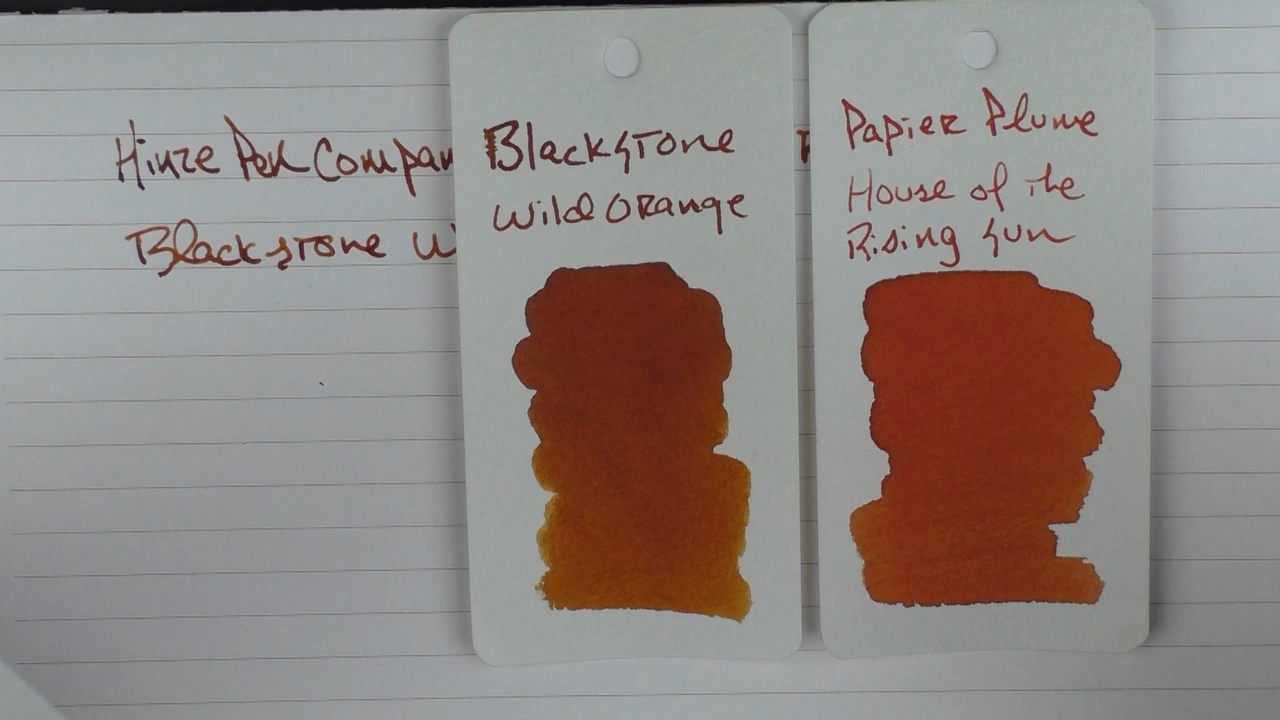 Hinze Pen Compan
Blackstone W
Blackstone
Wild Orange
Papier Plume
House of the
Rising Sun